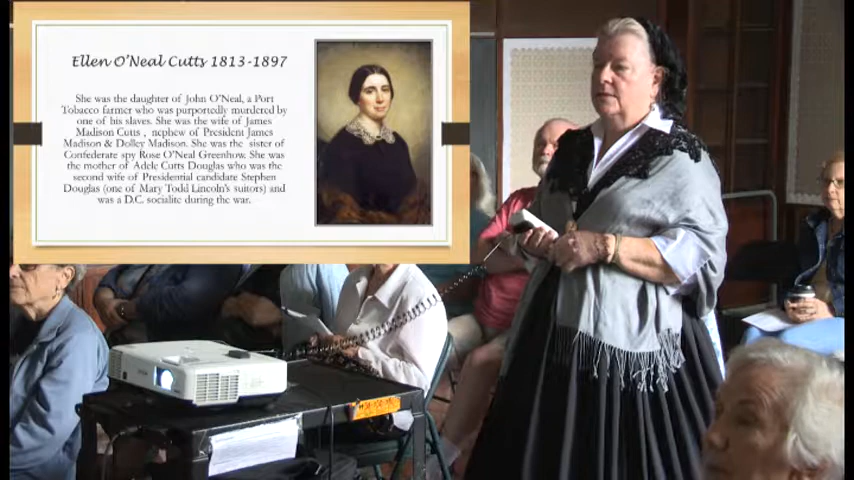 Ellen O'Neal Cutts 1813-1897
She was the daughter of John O'Neal, a Port
Tobacco farmer who was purportedly murdered by
one of his slaves. She was the wife of James
Madison Cutts , nephew of President James
Madison & Dolley Madison. She was the sister of
Confederate spy Rose O'Neal Greenhow. She was
the mother of Adele Cutts Douglas who was the
second wife of Presidential candidate Stephen
Douglas (one of Mary Todd Lincoln's suitors) and
was a D.C. socialite during the war.